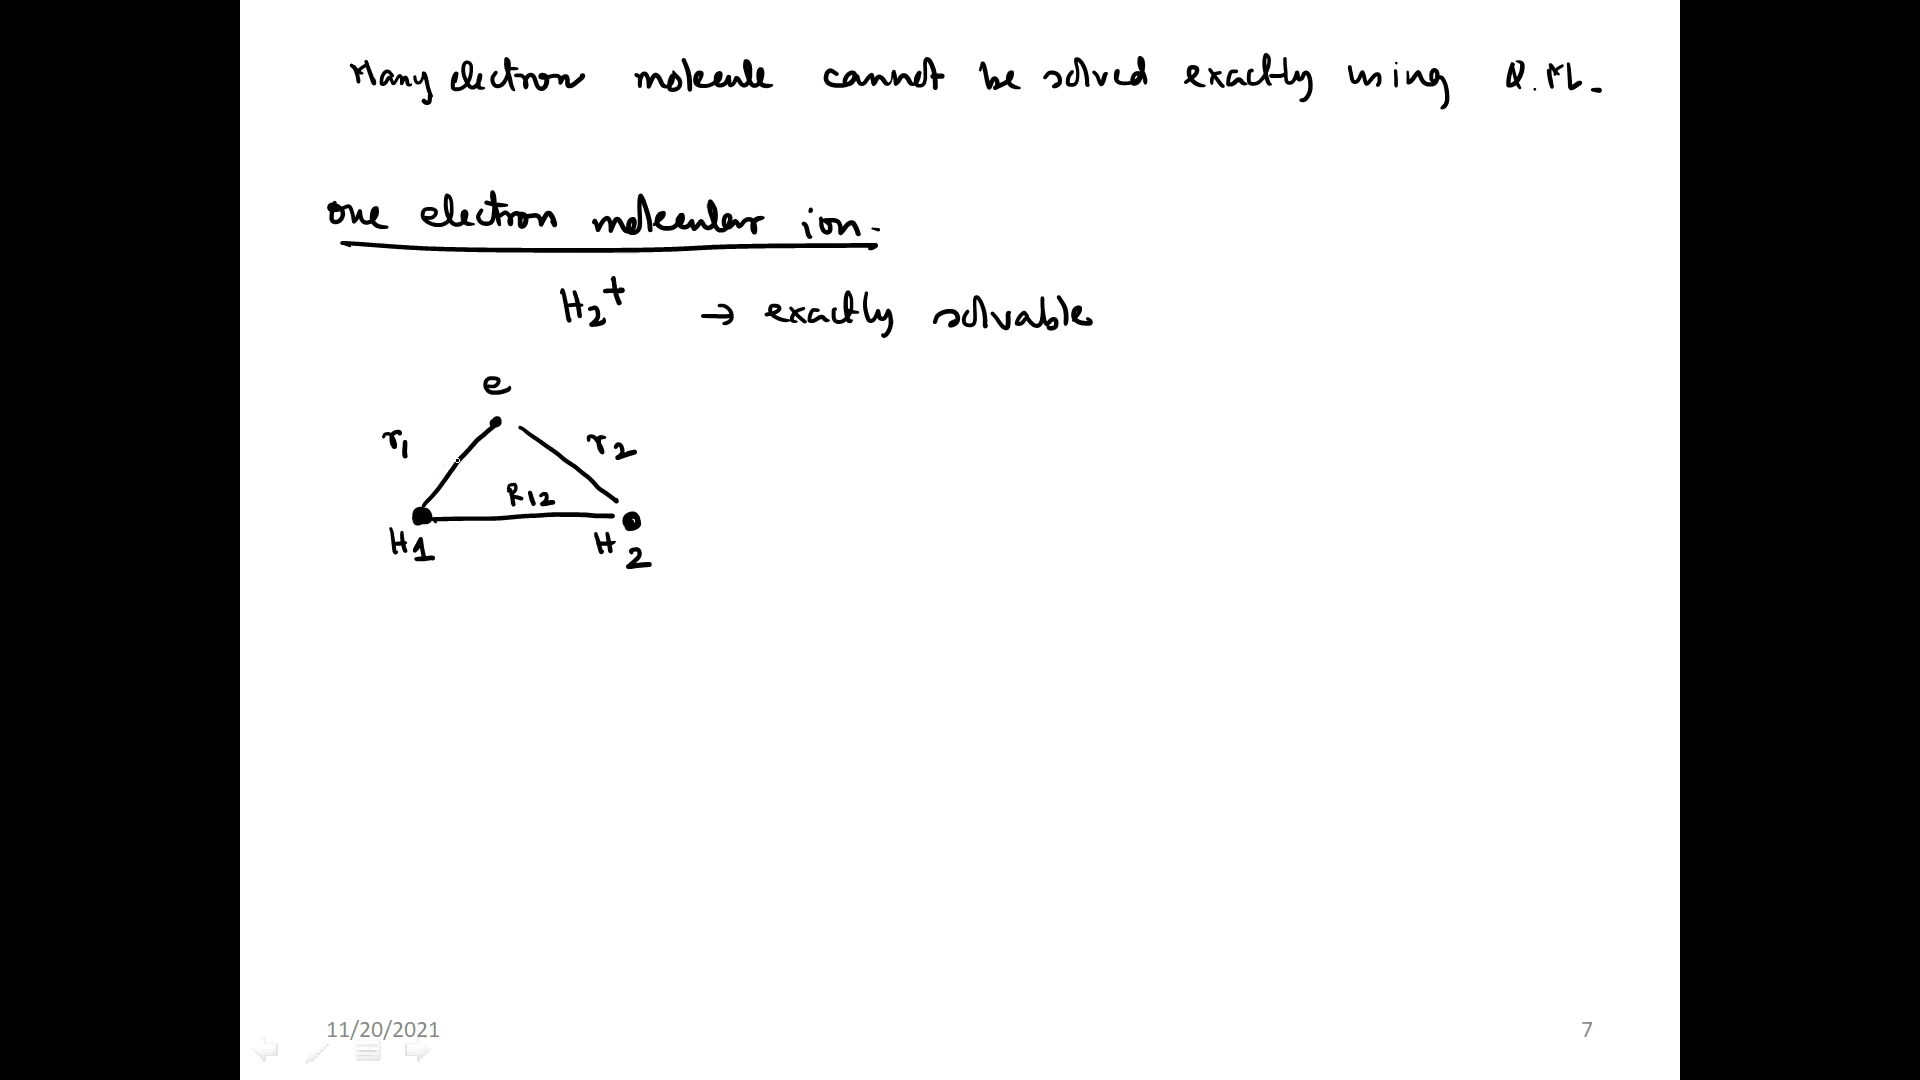 Many electron molecule cannot be solved exactly using Q.M.
one electron molecular ion.
H₂⁺ → exactly solvable
e
r₁ r₂
R₁₂
H1 H2
11/20/2021 7